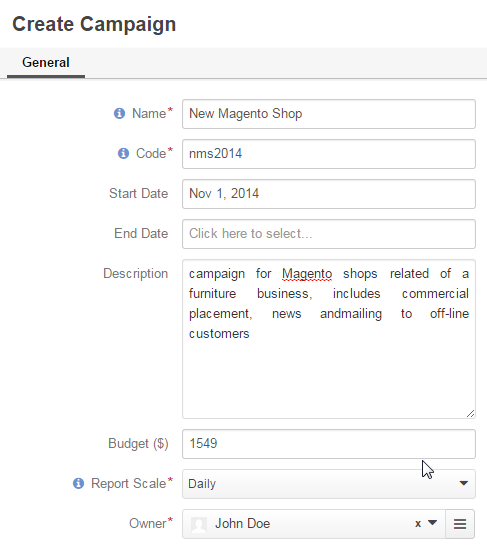 Create Campaign
General
Name* New Magento Shop
Code* nms2014
Start Date Nov 1, 2014
End Date Click here to select...
Description campaign for Magento shops related of a
furniture business, includes commercial
placement, news andmailing to off-line
customers
Budget ($) 1549
Report Scale* Daily
Owner* John Doe x